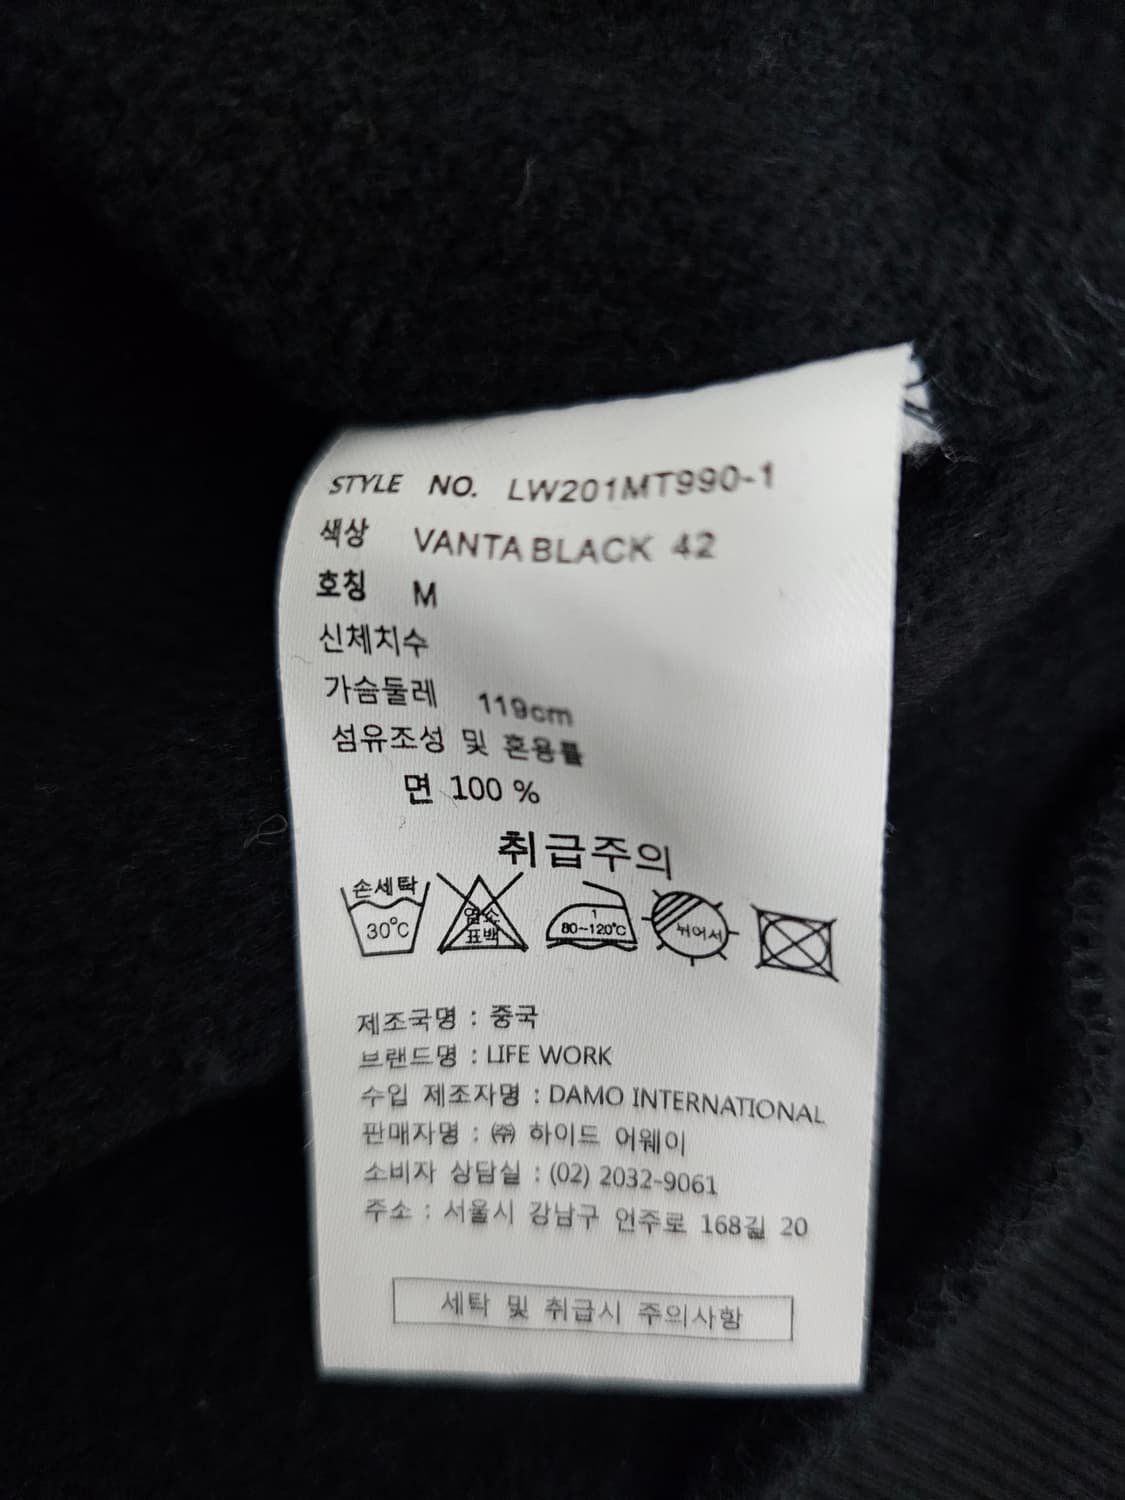 STYLE NO. LW201MT990-1
색상 VANTA BLACK 42
호칭 M
신체치수
가슴둘레 119cm
섬유조성 및 혼용률
면 100 %
취급주의
손세탁
30℃
염소
표백
1
80~120℃
뉘어서
제조국명 : 중국
브랜드명 : LIFE WORK
수입 제조자명 : DAMO INTERNATIONAL
판매자명 : ㈜ 하이드 어웨이
소비자 상담실 : (02) 2032-9061
주소 : 서울시 강남구 언주로 168길 20
세탁 및 취급시 주의사항